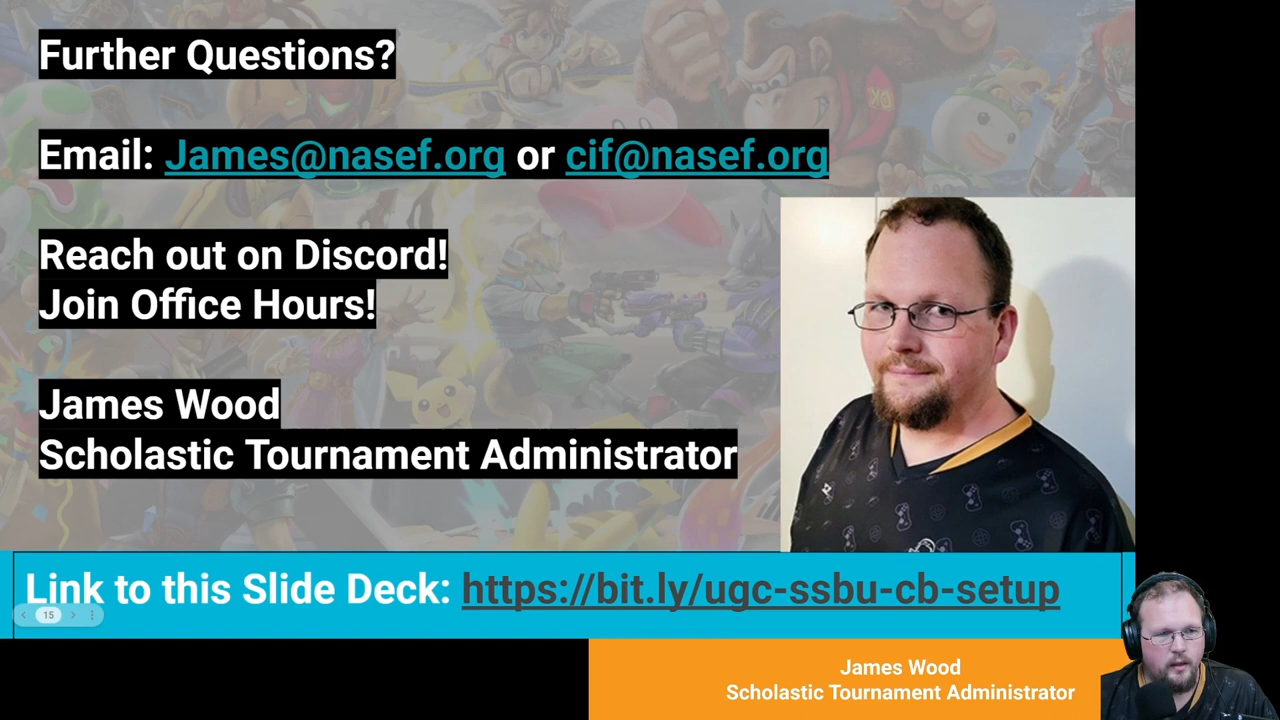 Further Questions?
Email: James@nasef.org or cif@nasef.org
Reach out on Discord!
Join Office Hours!
James Wood
Scholastic Tournament Administrator
Link to this Slide Deck: https://bit.ly/ugc-ssbu-cb-setup
15
James Wood
Scholastic Tournament Administrator